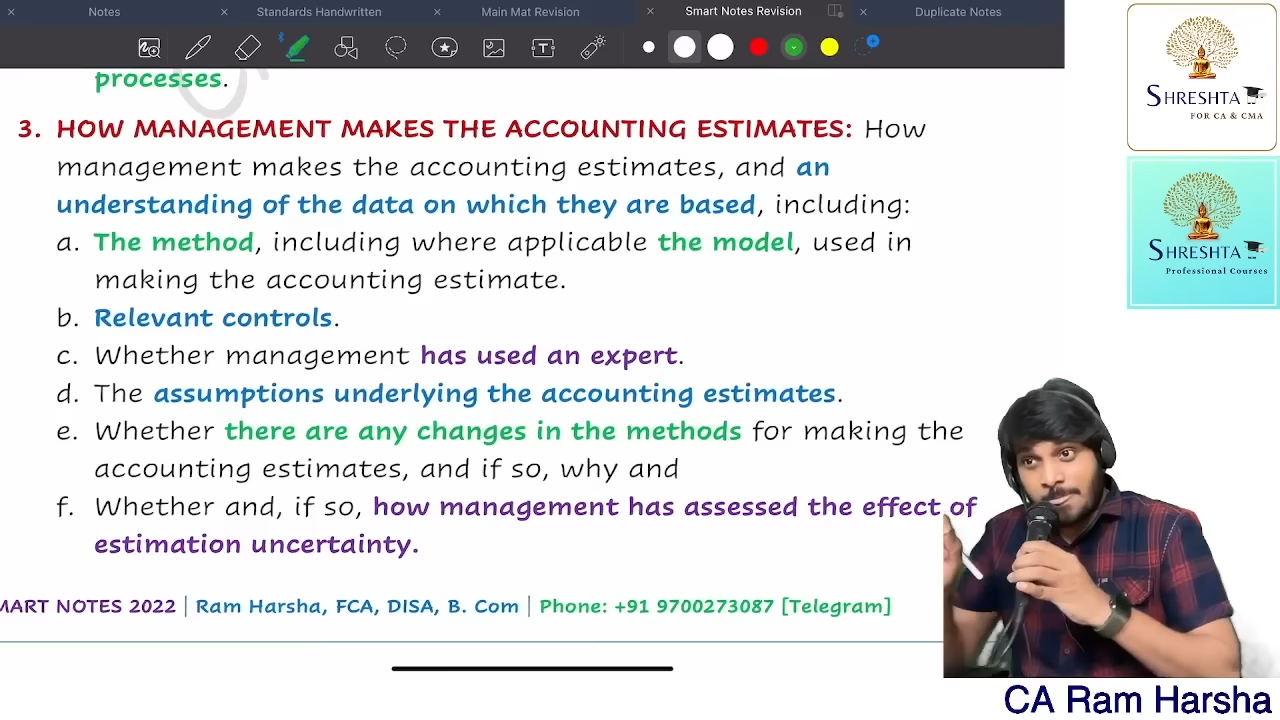 Notes
Standards Handwritten
Main Mat Revision
Smart Notes Revision
Duplicate Notes
processes.
3. HOW MANAGEMENT MAKES THE ACCOUNTING ESTIMATES: How
management makes the accounting estimates, and an
understanding of the data on which they are based, including:
a. The method, including where applicable the model, used in
making the accounting estimate.
b. Relevant controls.
c. Whether management has used an expert.
d. The assumptions underlying the accounting estimates.
e. Whether there are any changes in the methods for making the
accounting estimates, and if so, why and
f. Whether and, if so, how management has assessed the effect of
estimation uncertainty.
MART NOTES 2022 | Ram Harsha, FCA, DISA, B. Com | Phone: +91 9700273087 [Telegram]
SHRESHTA
FOR CA & CMA
SHRESHTA
Professional Courses
CA Ram Harsha